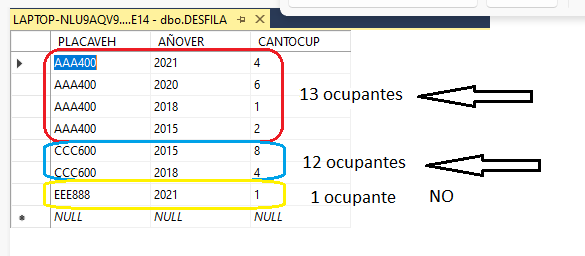 LAPTOP-NLU9AQV9....E14 - dbo.DESFILA
PLACAVEH AÑOVER CANTOCUP
AAA400 2021 4
AAA400 2020 6
AAA400 2018 1
AAA400 2015 2
13 ocupantes
CCC600 2015 8
CCC600 2018 4
12 ocupantes
EEE888 2021 1
1 ocupante NO
NULL NULL NULL